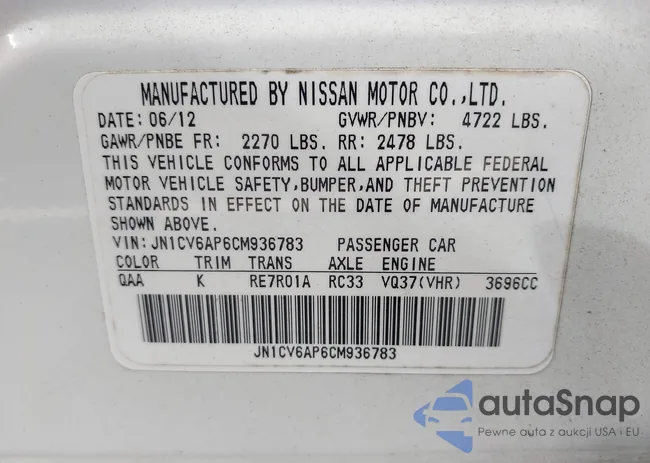 MANUFACTURED BY NISSAN MOTOR CO.,LTD.
DATE: 06/12 GVWR/PNBV: 4722 LBS.
GAWR/PNBE FR: 2270 LBS. RR: 2478 LBS.
THIS VEHICLE CONFORMS TO ALL APPLICABLE FEDERAL
MOTOR VEHICLE SAFETY,BUMPER,AND THEFT PREVENTION
STANDARDS IN EFFECT ON THE DATE OF MANUFACTURE
SHOWN ABOVE.
VIN: JN1CV6AP6CM936783 PASSENGER CAR
COLOR TRIM TRANS AXLE ENGINE
QAA K RE7R01A RC33 VQ37(VHR) 3696CC
JN1CV6AP6CM936783
autoSnap
Pewne auta z aukcji USA i EU